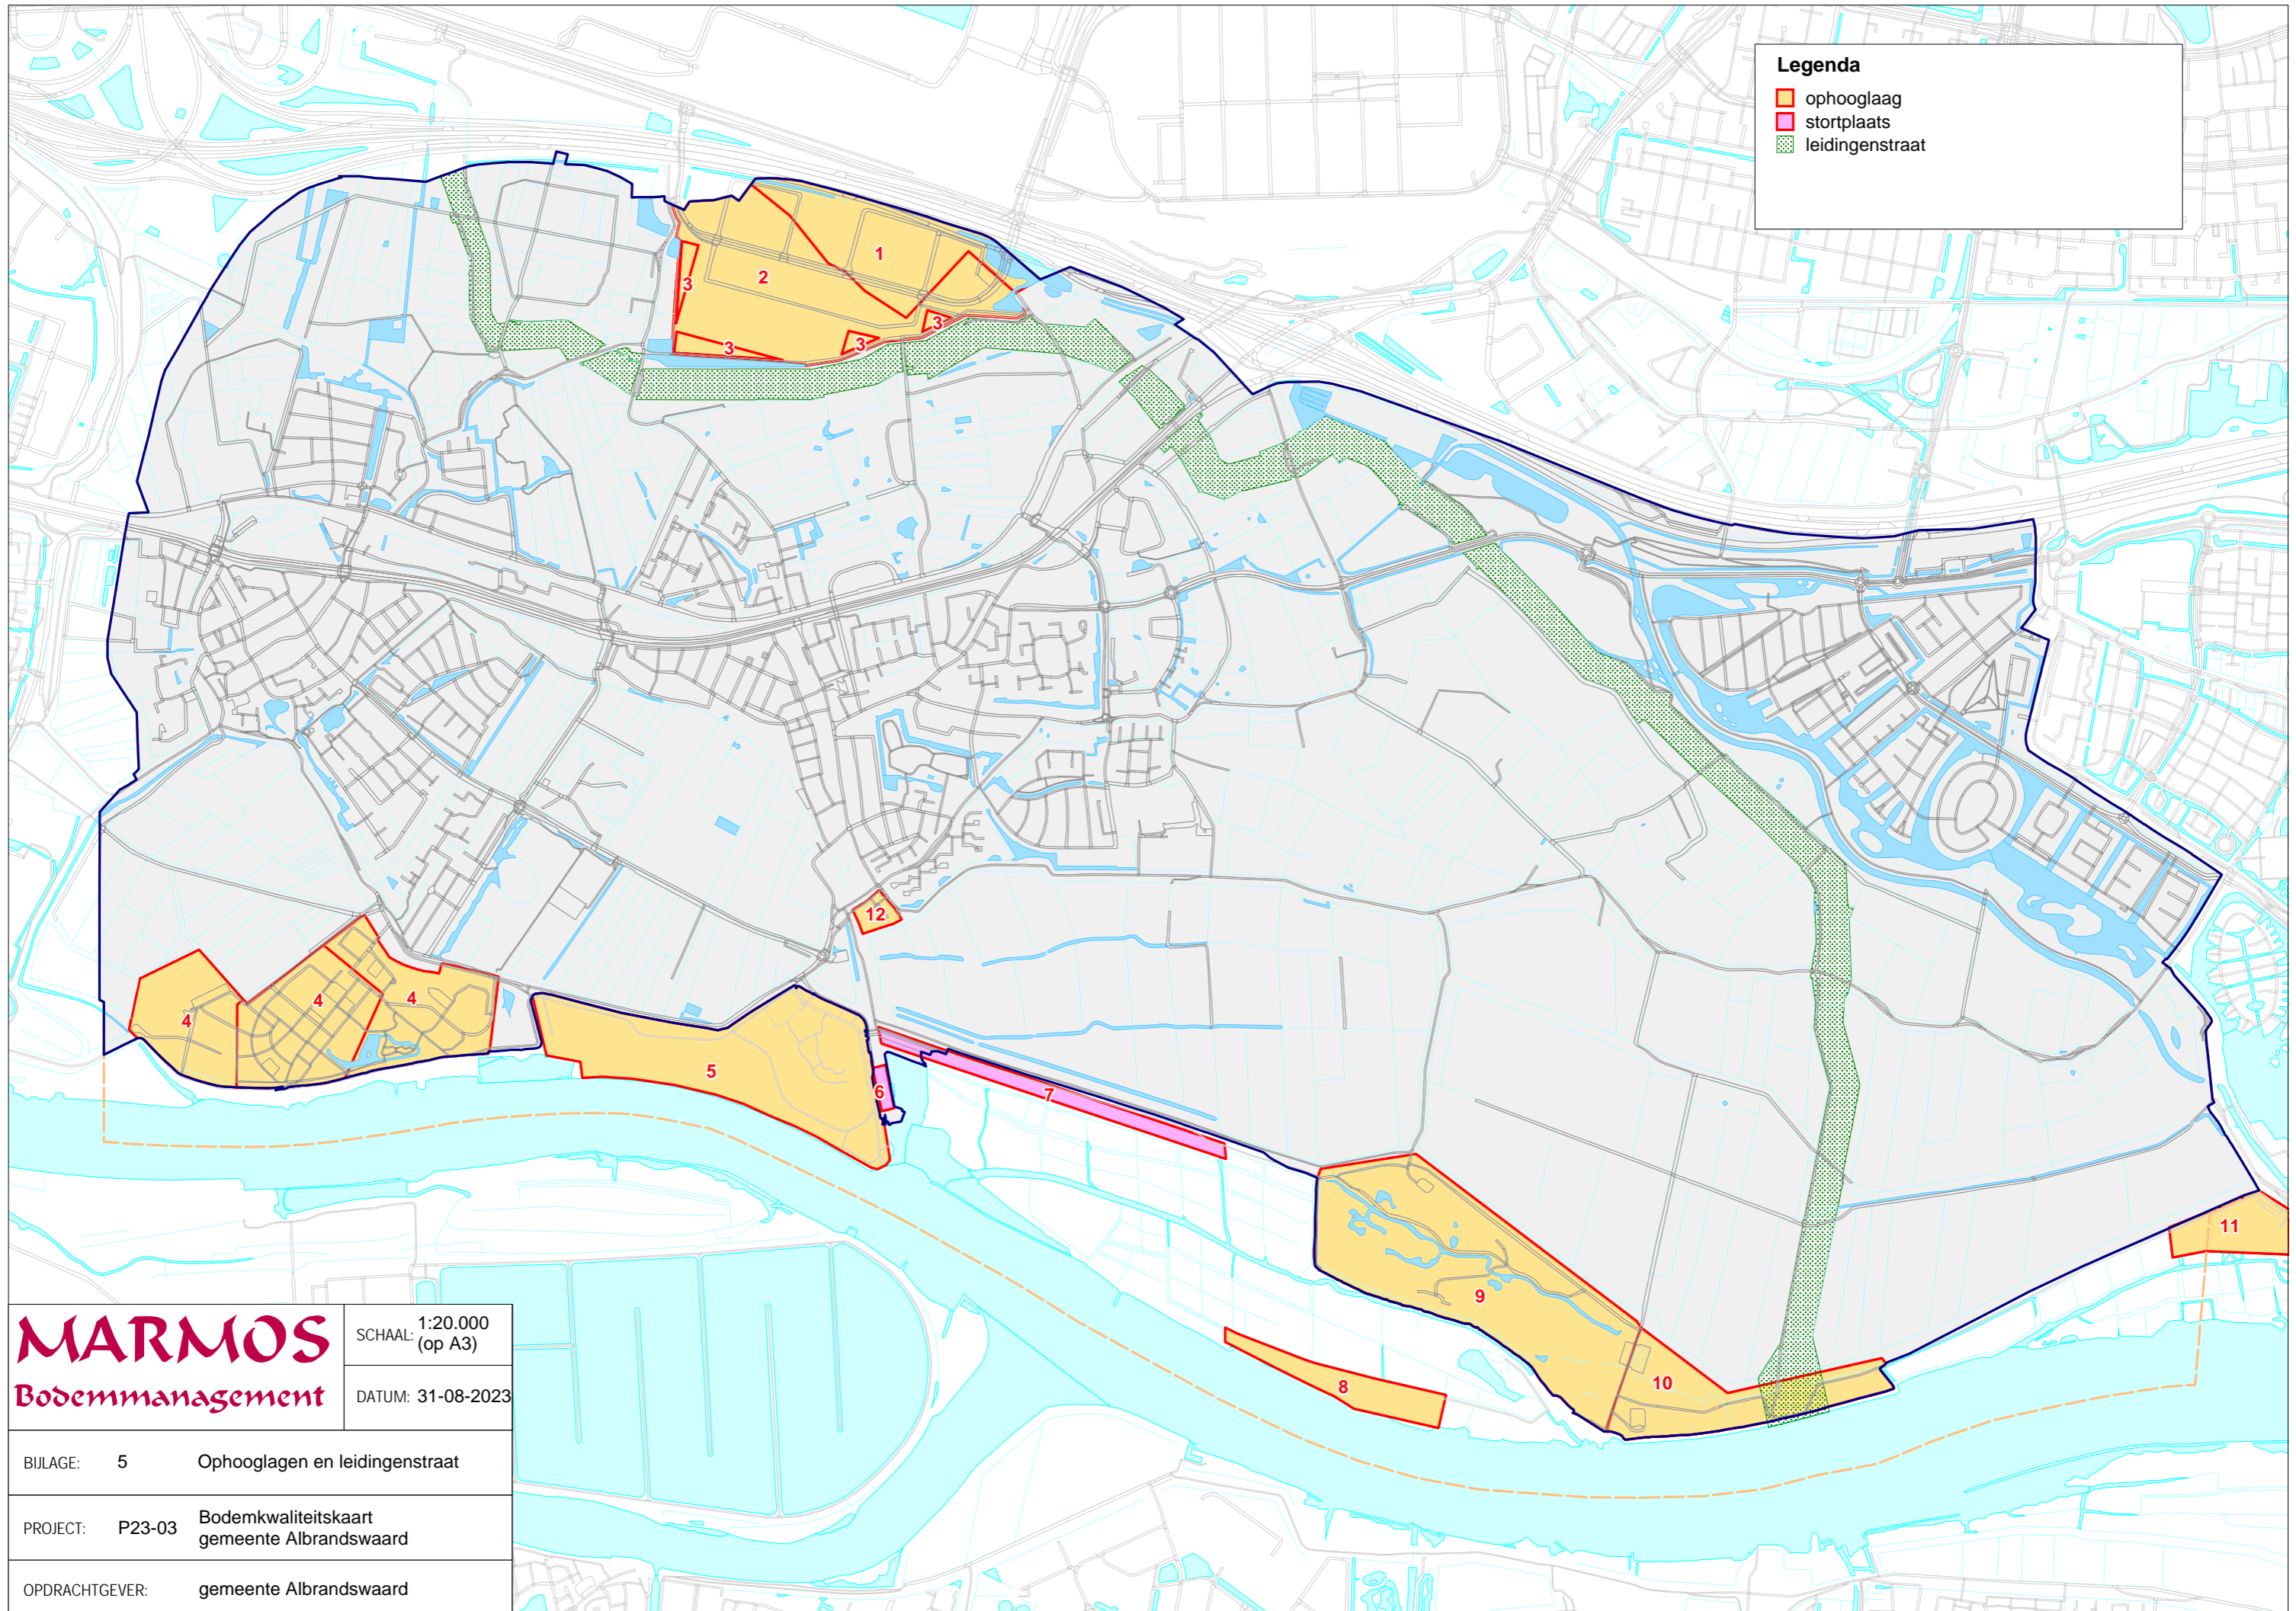 Legenda
ophooglaag
stortplaats
leidingenstraat
1
2
3
3
3
3
4
4
4
5
6
7
8
9
10
11
12
MARMOS
Bodemmanagement
SCHAAL: 1:20.000
(op A3)
DATUM: 31-08-2023
BIJLAGE: 5 Ophooglagen en leidingenstraat
PROJECT: P23-03 Bodemkwaliteitskaart
gemeente Albrandswaard
OPDRACHTGEVER: gemeente Albrandswaard